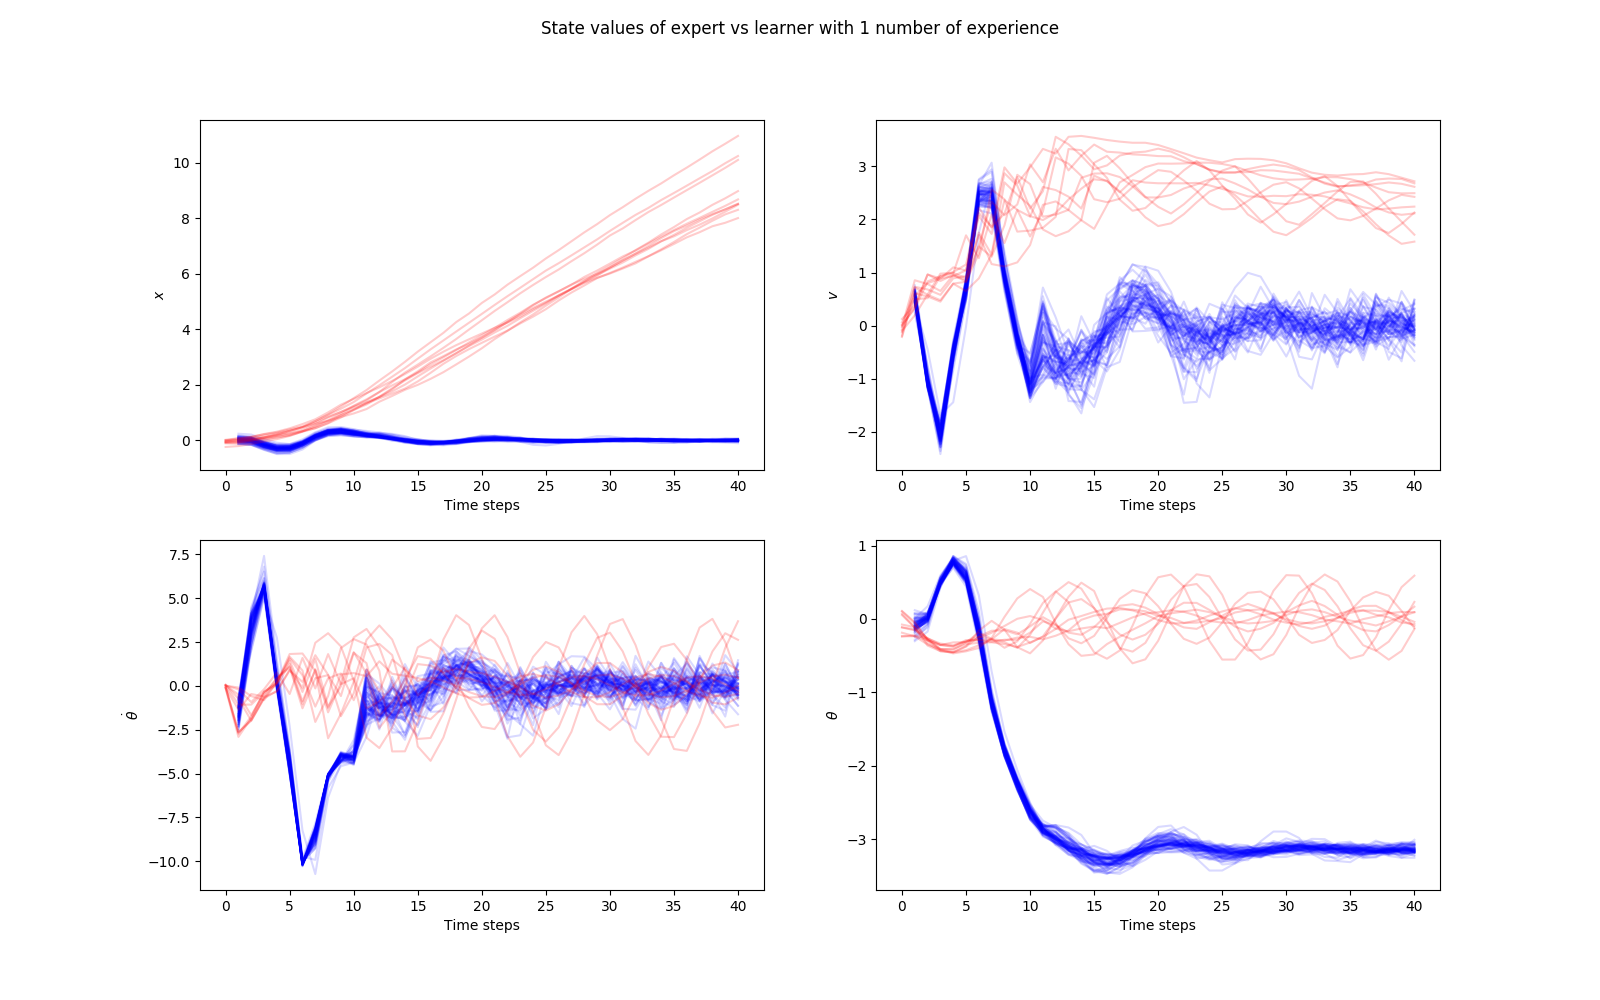 State values of expert vs learner with 1 number of experience
10
8
6
4
2
0
x
0 5 10 15 20 25 30 35 40
Time steps
3
2
1
0
−1
−2
v
0 5 10 15 20 25 30 35 40
Time steps
7.5
5.0
2.5
0.0
−2.5
−5.0
−7.5
−10.0
θ̇
0 5 10 15 20 25 30 35 40
Time steps
1
0
−1
−2
−3
θ
0 5 10 15 20 25 30 35 40
Time steps